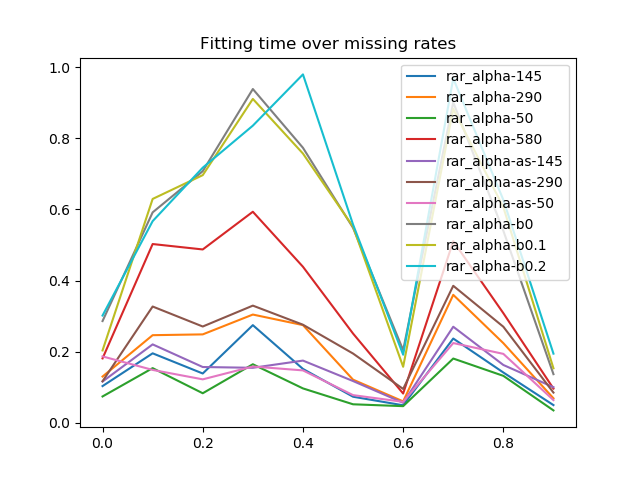 Fitting time over missing rates
1.0
0.8
0.6
0.4
0.2
0.0
rar_alpha-145
rar_alpha-290
rar_alpha-50
rar_alpha-580
rar_alpha-as-145
rar_alpha-as-290
rar_alpha-as-50
rar_alpha-b0
rar_alpha-b0.1
rar_alpha-b0.2
0.0 0.2 0.4 0.6 0.8